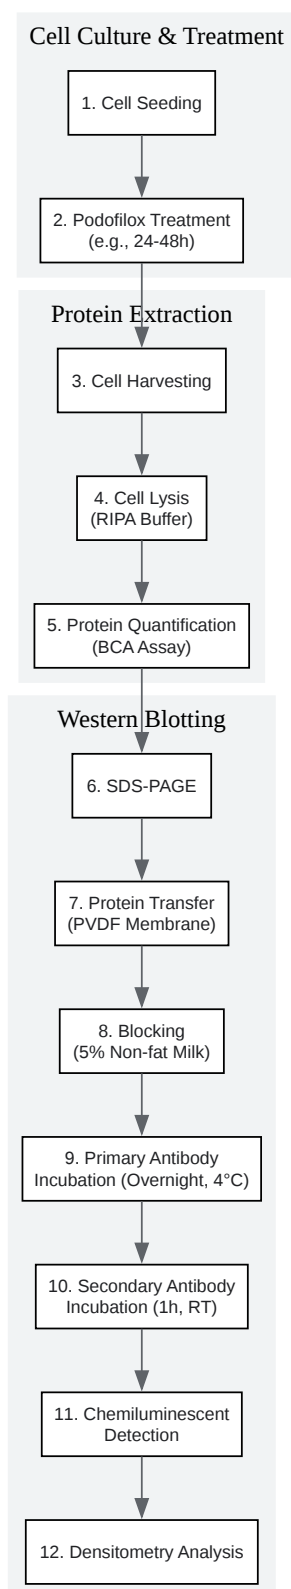 Cell Culture & Treatment
1. Cell Seeding
2. Podofilox Treatment
(e.g., 24-48h)
Protein Extraction
3. Cell Harvesting
4. Cell Lysis
(RIPA Buffer)
5. Protein Quantification
(BCA Assay)
Western Blotting
6. SDS-PAGE
7. Protein Transfer
(PVDF Membrane)
8. Blocking
(5% Non-fat Milk)
9. Primary Antibody
Incubation (Overnight, 4°C)
10. Secondary Antibody
Incubation (1h, RT)
11. Chemiluminescent
Detection
12. Densitometry Analysis